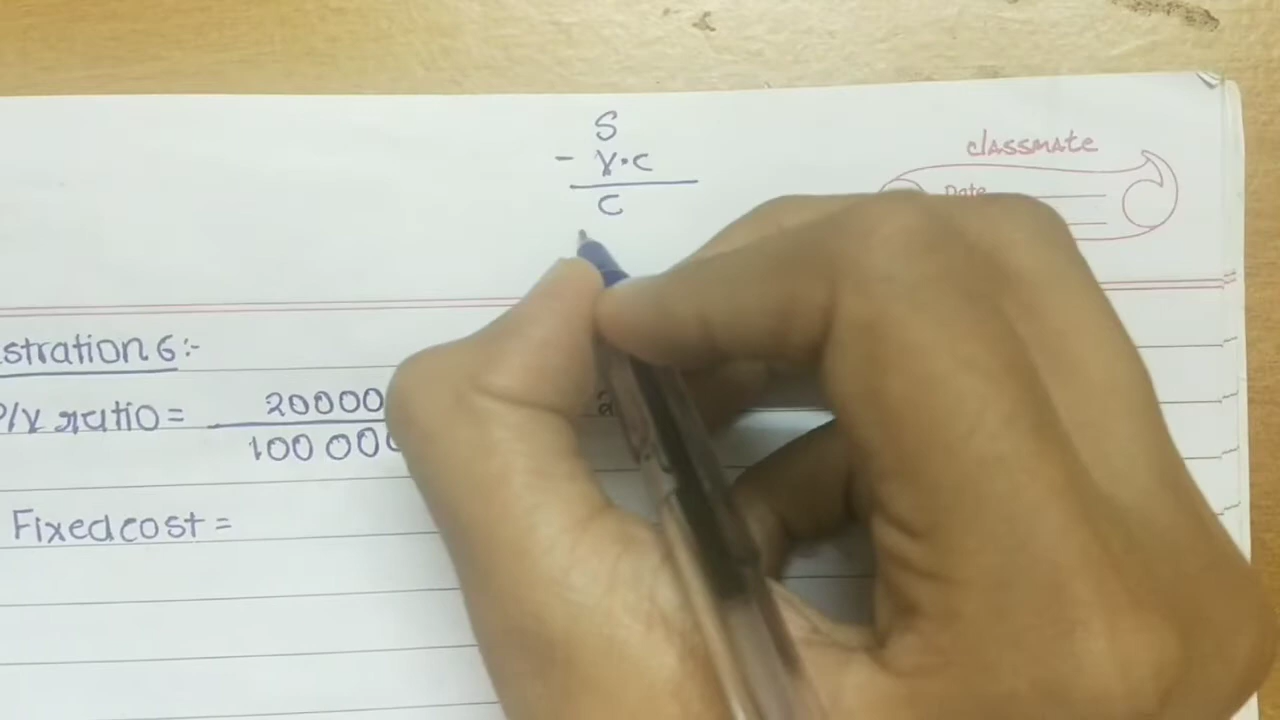 S
- V.C
C
classmate
Date
stration 6:-
P/V ratio = 20000
100 000
Fixed cost =